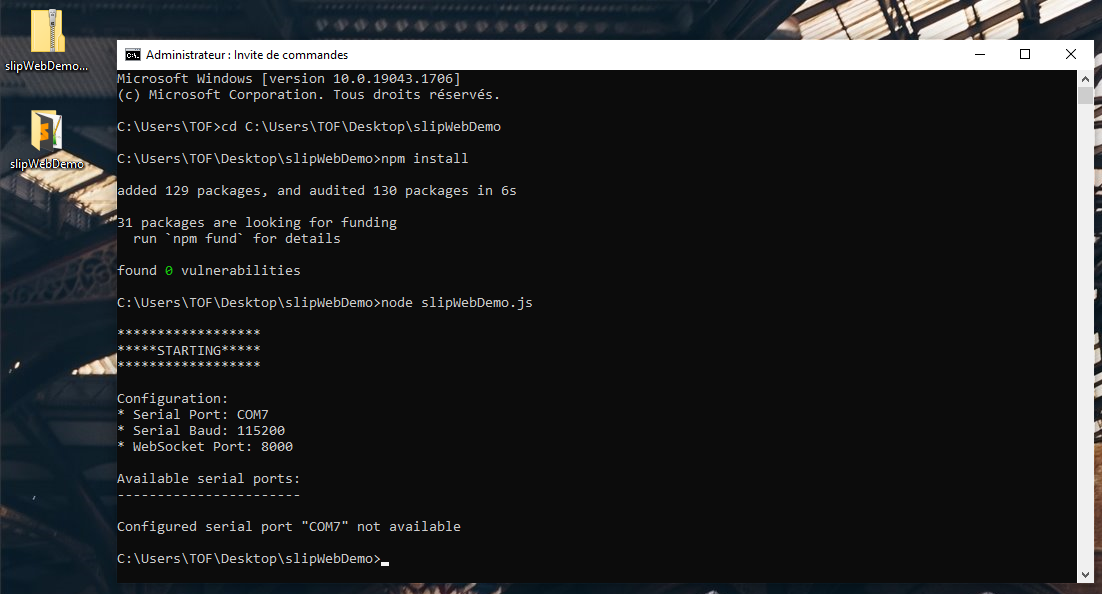 slipWebDemo...
slipWebDemo
Administrateur : Invite de commandes
Microsoft Windows [version 10.0.19043.1706]
(c) Microsoft Corporation. Tous droits réservés.
C:\Users\TOF>cd C:\Users\TOF\Desktop\slipWebDemo
C:\Users\TOF\Desktop\slipWebDemo>npm install
added 129 packages, and audited 130 packages in 6s
31 packages are looking for funding
  run `npm fund` for details
found 0 vulnerabilities
C:\Users\TOF\Desktop\slipWebDemo>node slipWebDemo.js
******************
*****STARTING*****
******************
Configuration:
* Serial Port: COM7
* Serial Baud: 115200
* WebSocket Port: 8000
Available serial ports:
-----------------------
Configured serial port "COM7" not available
C:\Users\TOF\Desktop\slipWebDemo>